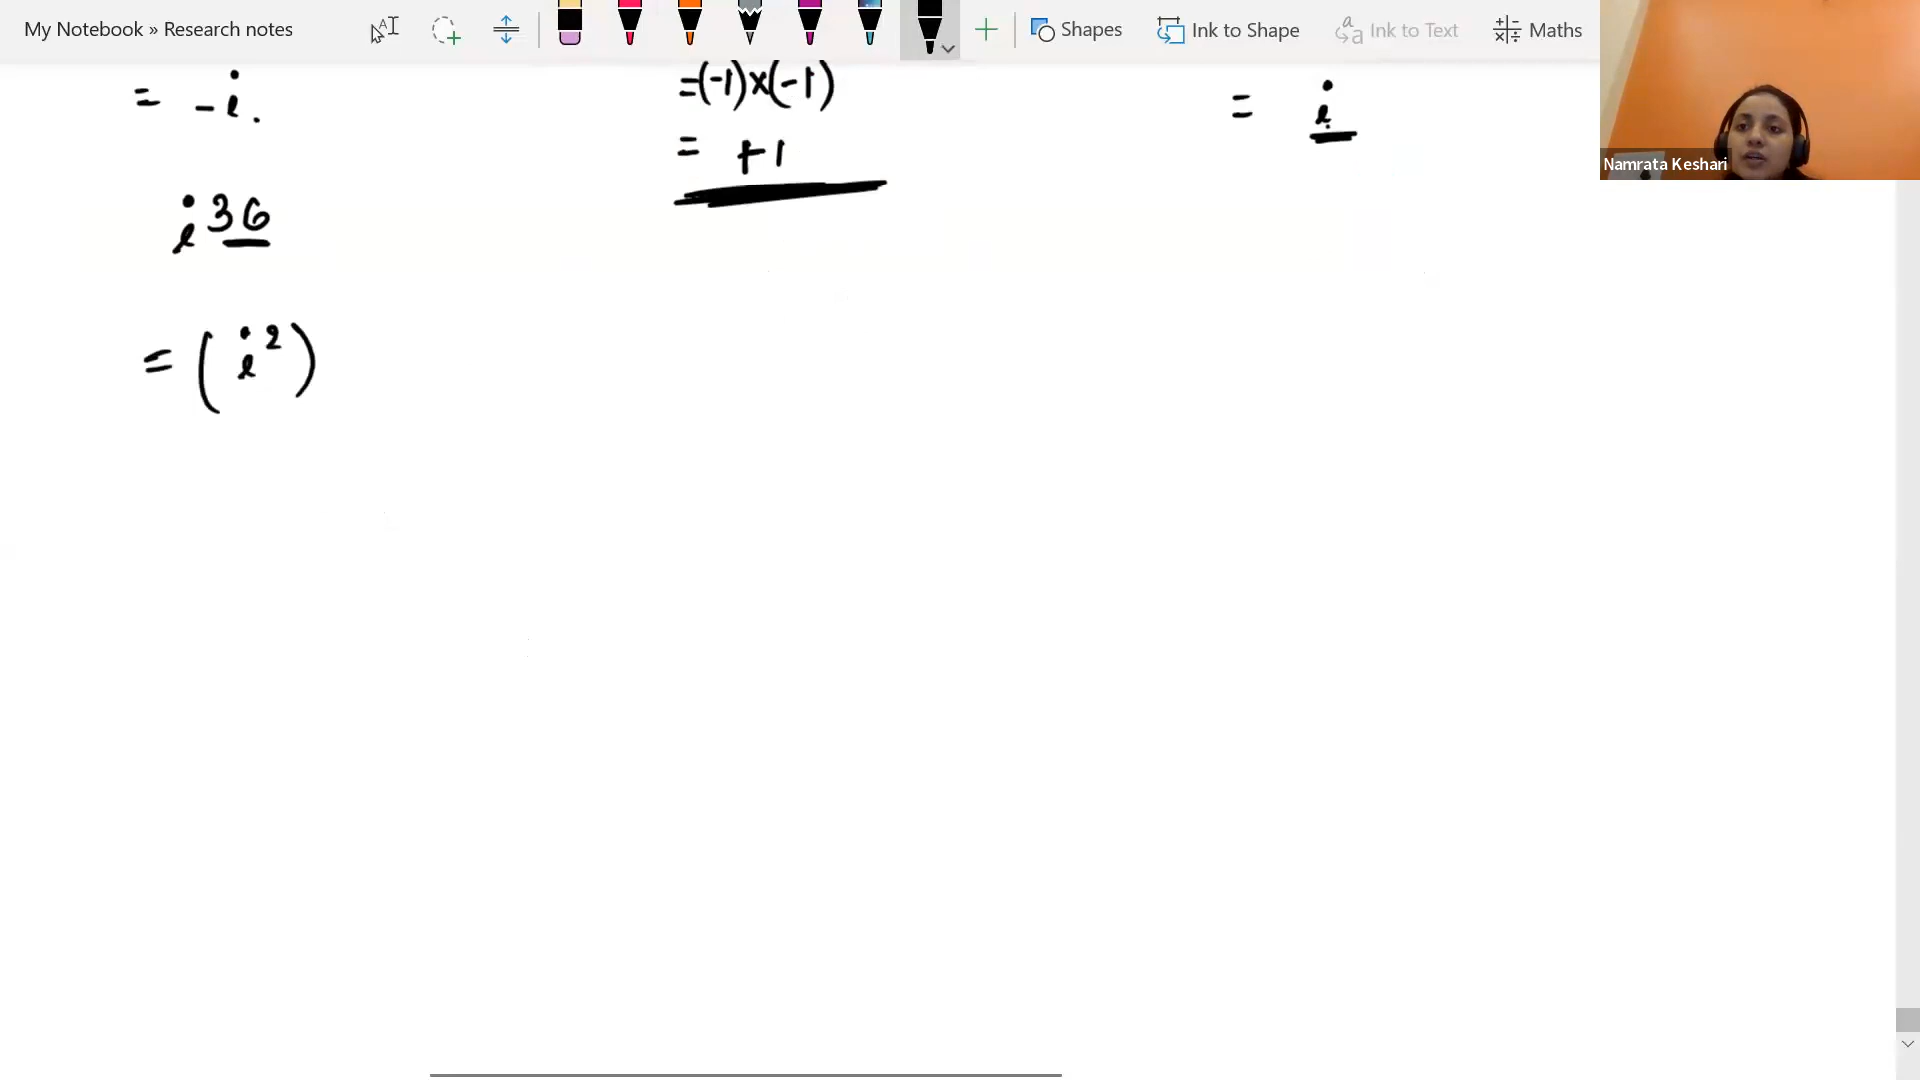 My Notebook » Research notes
Shapes
Ink to Shape
Ink to Text
Maths
Namrata Keshari
= -i.
=(-1)×(-1)
= +1
= i
i³⁶
= (i²)